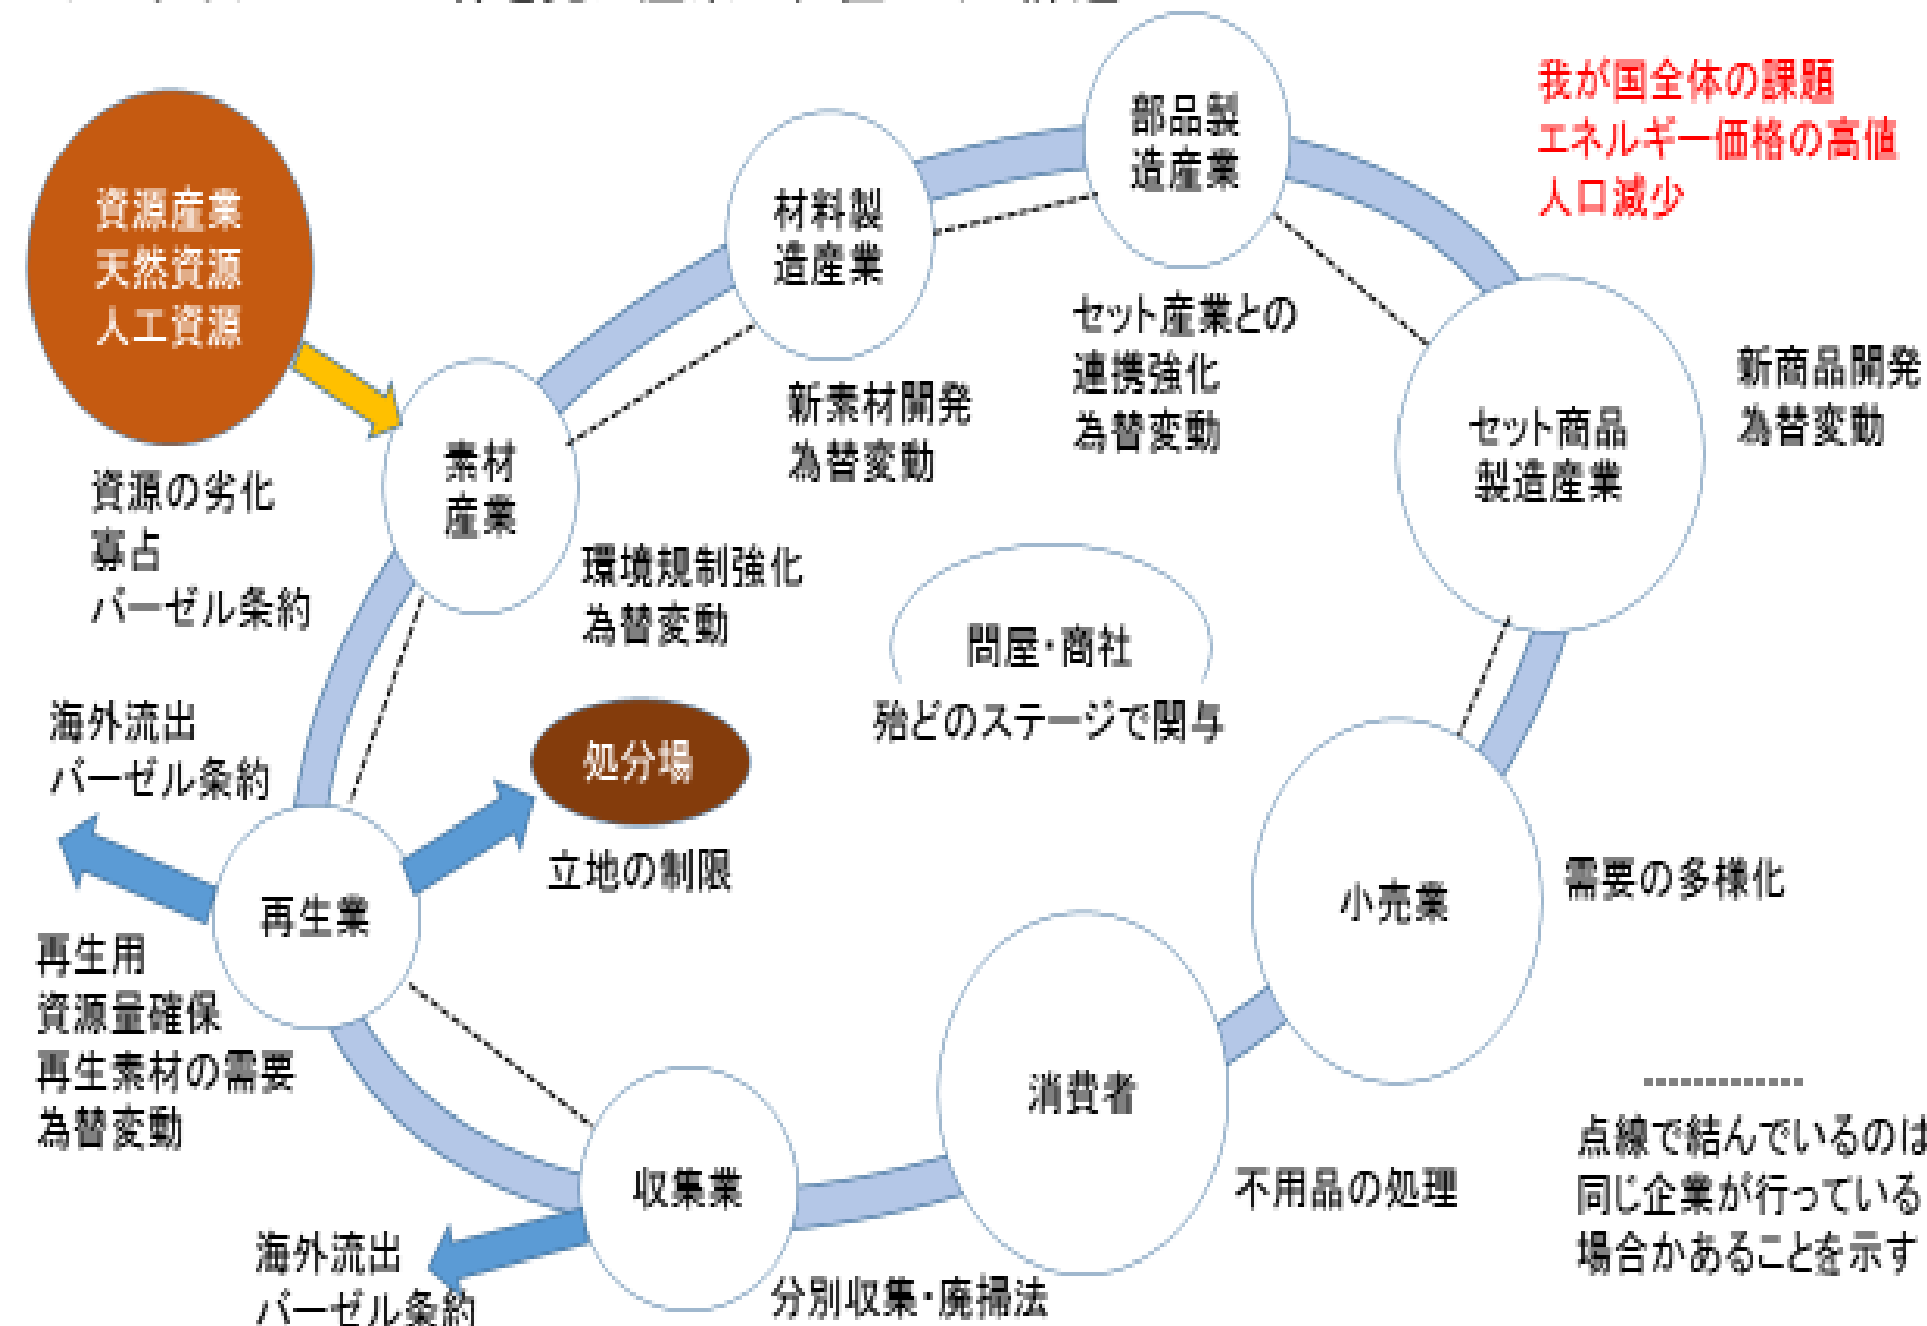 我が国全体の課題
エネルギー価格の高値
人口減少
資源産業
天然資源
人工資源
資源の劣化
寡占
バーゼル条約
素材
産業
環境規制強化
為替変動
材料製
造産業
新素材開発
為替変動
部品製
造産業
セット産業との
連携強化
為替変動
セット商品
製造産業
新商品開発
為替変動
問屋・商社
殆どのステージで関与
小売業
需要の多様化
消費者
不用品の処理
収集業
分別収集・廃掃法
海外流出
バーゼル条約
再生業
再生用
資源量確保
再生素材の需要
為替変動
海外流出
バーゼル条約
処分場
立地の制限
点線で結んでいるのは
同じ企業が行っている
場合かあることを示す